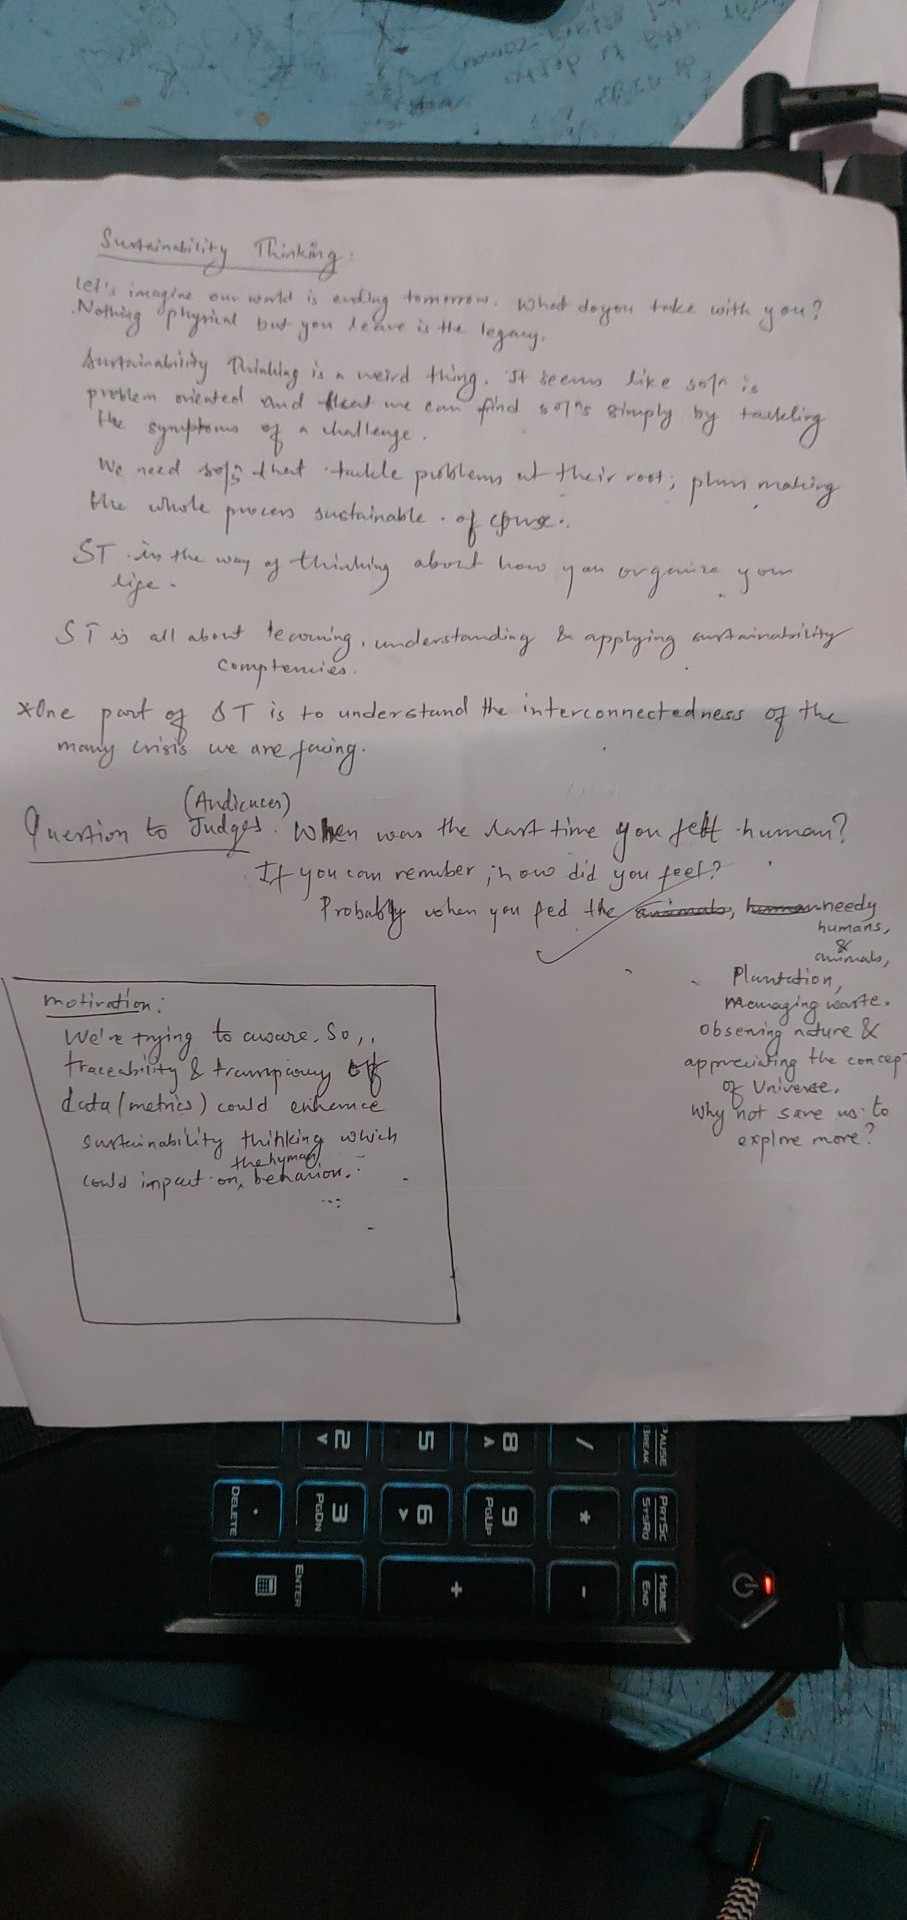 Sustainability Thinking:
Let's imagine our world is ending tomorrow. What do you take with you?
Nothing physical but you leave is the legacy.
Sustainability Thinking is a weird thing. It seems like soln is
problem oriented and that we can find solns simply by tackling
the symptoms of a challenge.
We need solns that tackle problems at their root; plus making
the whole process sustainable. of course..
ST is the way of thinking about how you organize your
life.
ST is all about learning, understanding & applying sustainability
comptencies.
*One part of ST is to understand the interconnectedness of the
many crisis we are facing.
(Audiences)
Question to Judges. When was the last time you felt human?
If you can remember; how did you feel?
Probably when you fed the animals, human needy
humans,
&
animals,
Plantation,
Managing waste.
Observing nature &
appreciating the concept
of Universe.
Why not save us to
explore more?
motivation:
We're trying to aware. So,
traceability & transparency of
data (metrics) could enhance
sustainability thinking which
could impact on the human behavior.
PAUSE
BREAK
/
8
5
2
PRTSC
SYSRQ
*
9
PGUP
6
3
PGDN
.
DELETE
HOME
END
-
+
ENTER